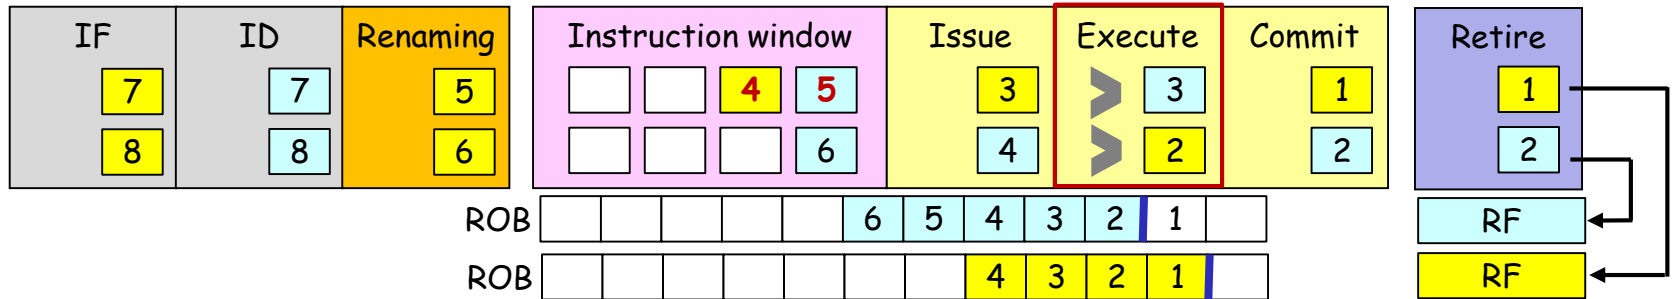 IF ID Renaming Instruction window Issue Execute Commit Retire
7 7 5 4 5 3 3 1 1
8 8 6 6 4 2 2 2
ROB 6 5 4 3 2 1 RF
ROB 4 3 2 1 RF